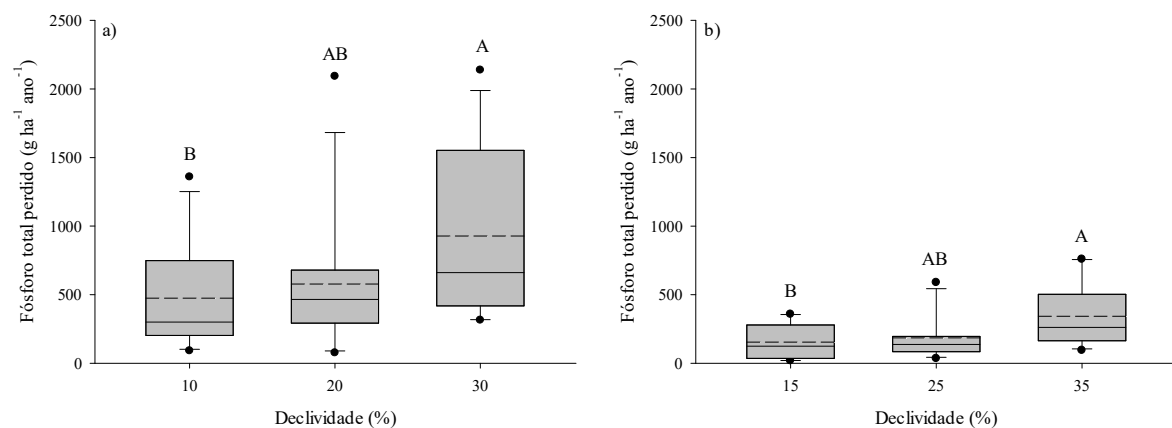 a)
Fósforo total perdido (g ha⁻¹ ano⁻¹)
2500
2000
1500
1000
500
0
B
AB
A
10
20
30
Declividade (%)
b)
Fósforo total perdido (g ha⁻¹ ano⁻¹)
2500
2000
1500
1000
500
0
B
AB
A
15
25
35
Declividade (%)